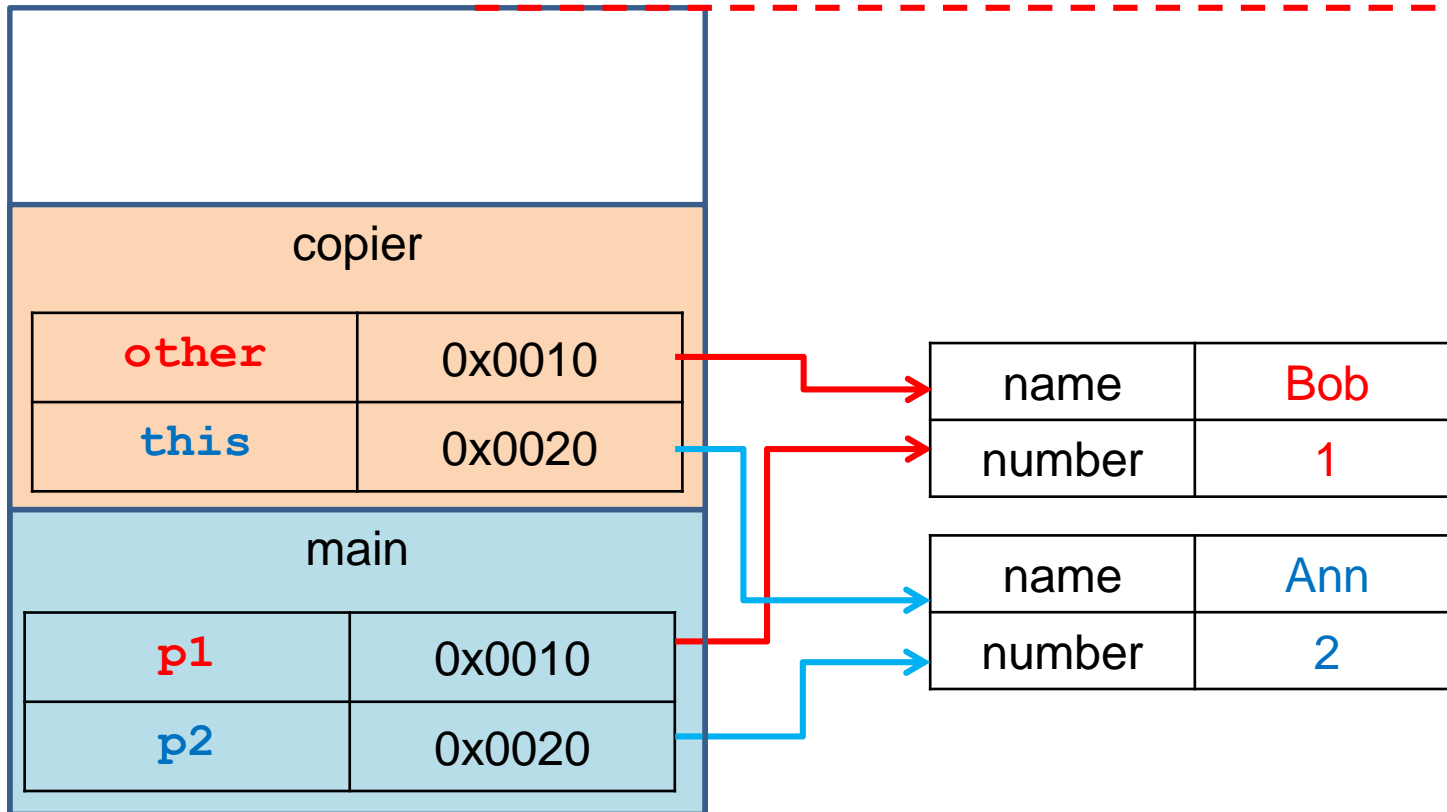 copier
other 0x0010
this 0x0020
main
p1 0x0010
p2 0x0020
name Bob
number 1
name Ann
number 2